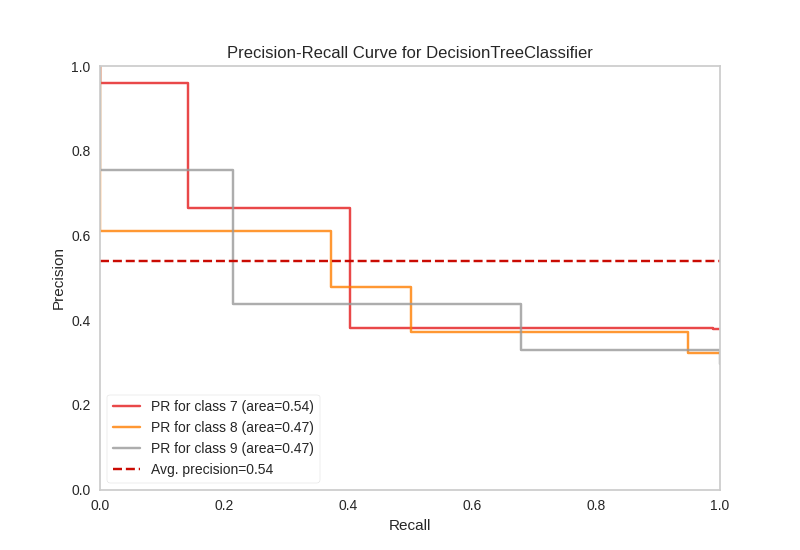 Precision-Recall Curve for DecisionTreeClassifier
1.0
0.8
0.6
0.4
0.2
0.0
Precision
PR for class 7 (area=0.54)
PR for class 8 (area=0.47)
PR for class 9 (area=0.47)
Avg. precision=0.54
0.0 0.2 0.4 0.6 0.8 1.0
Recall